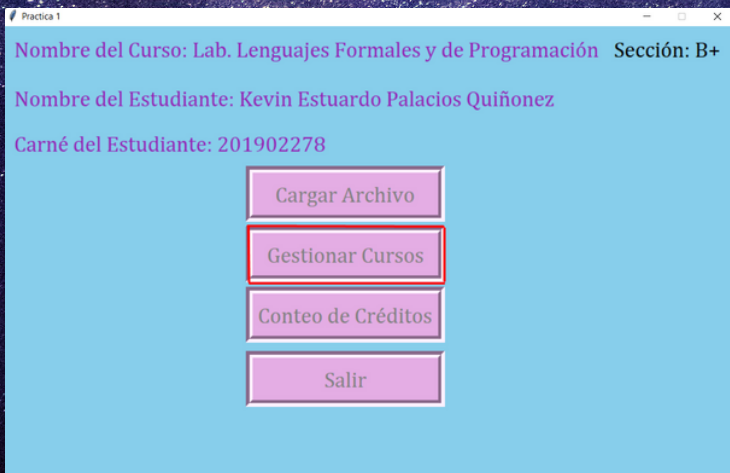 Practica 1
Nombre del Curso: Lab. Lenguajes Formales y de Programación Sección: B+
Nombre del Estudiante: Kevin Estuardo Palacios Quiñonez
Carné del Estudiante: 201902278
Cargar Archivo
Gestionar Cursos
Conteo de Créditos
Salir